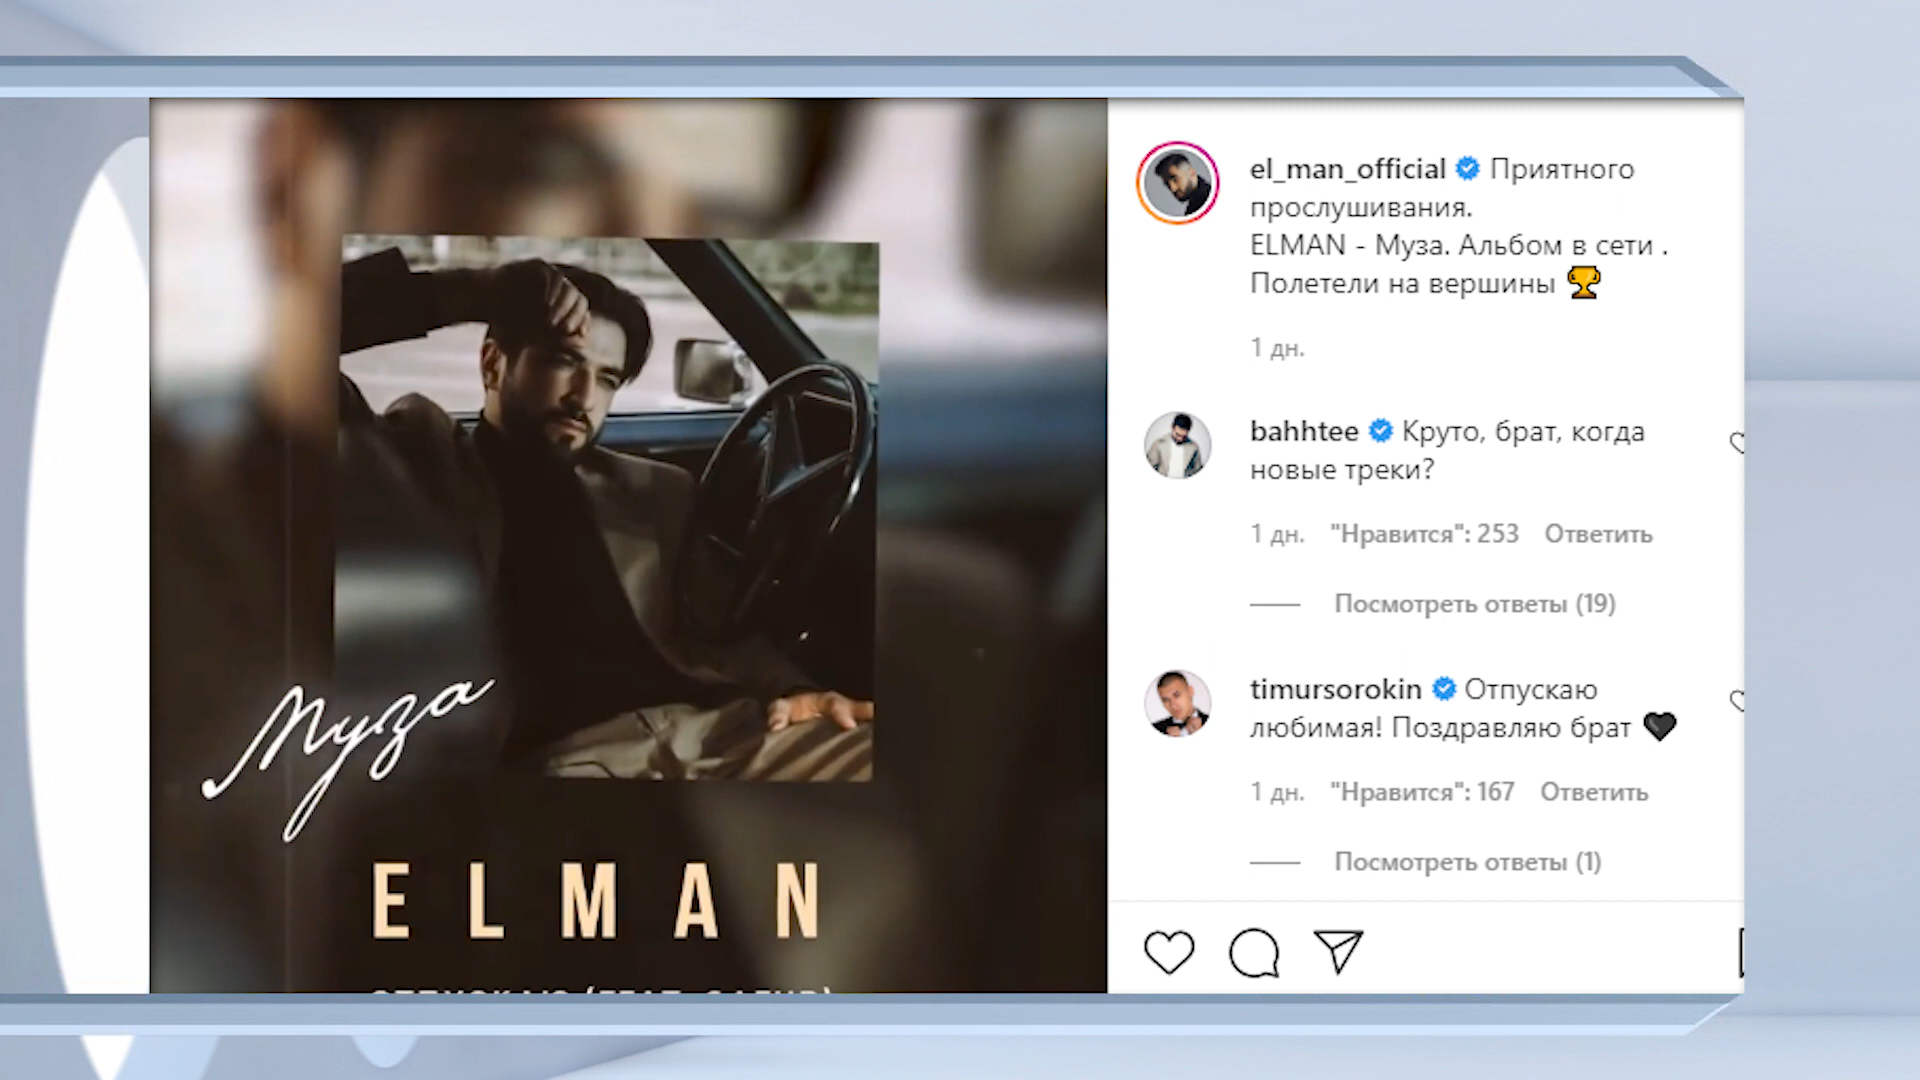 Муза
ELMAN
el_man_official Приятного
прослушивания.
ELMAN - Муза. Альбом в сети .
Полетели на вершины 🏆
1 дн.
bahhtee Круто, брат, когда
новые треки?
1 дн. "Нравится": 253 Ответить
Посмотреть ответы (19)
timursorokin Отпускаю
любимая! Поздравляю брат 🖤
1 дн. "Нравится": 167 Ответить
Посмотреть ответы (1)